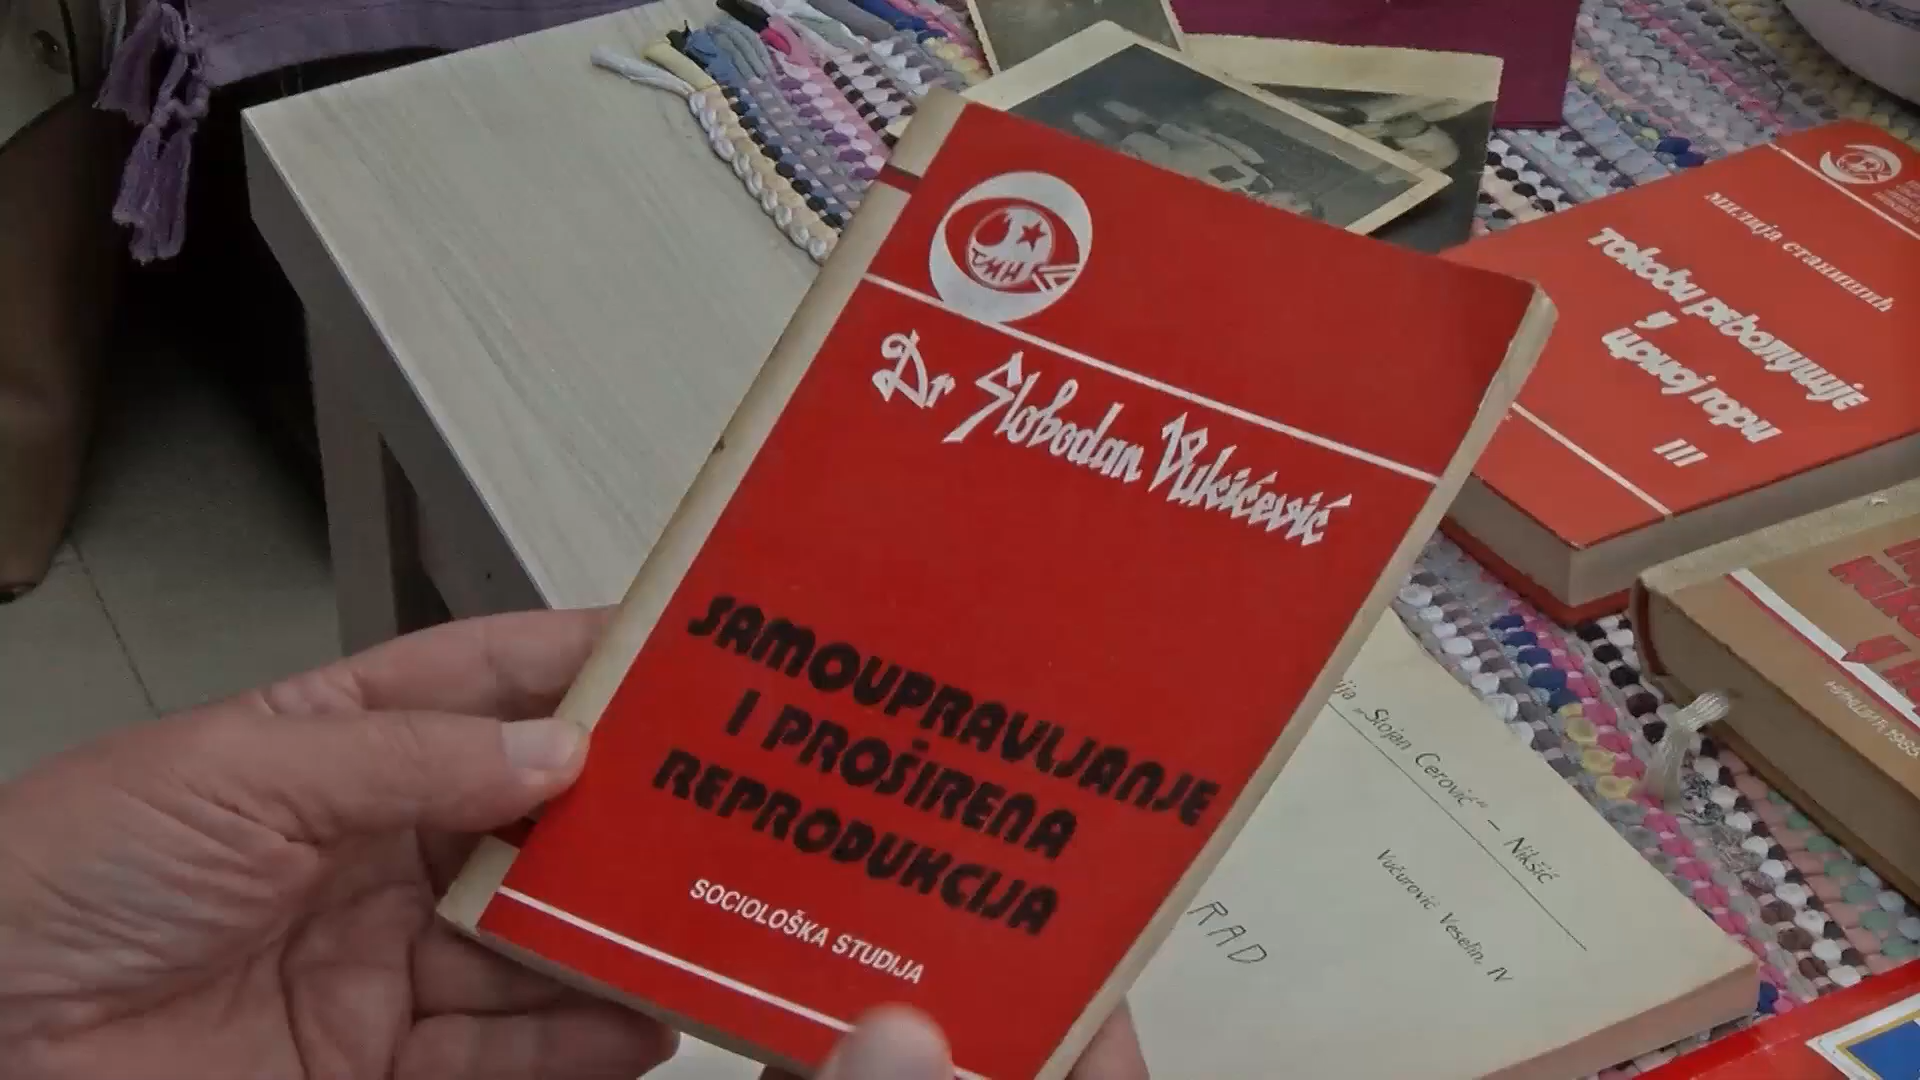 Dr Slobodan Vukićević
SAMOUPRAVLJANJE
I PROŠIRENA
REPRODUKCIJA
SOCIOLOŠKA STUDIJA
милија станишић
Токови револуције
у
црној гори
III
"Stojan Cerović" – Nikšić
Vučurović Veselin, IV
RAD